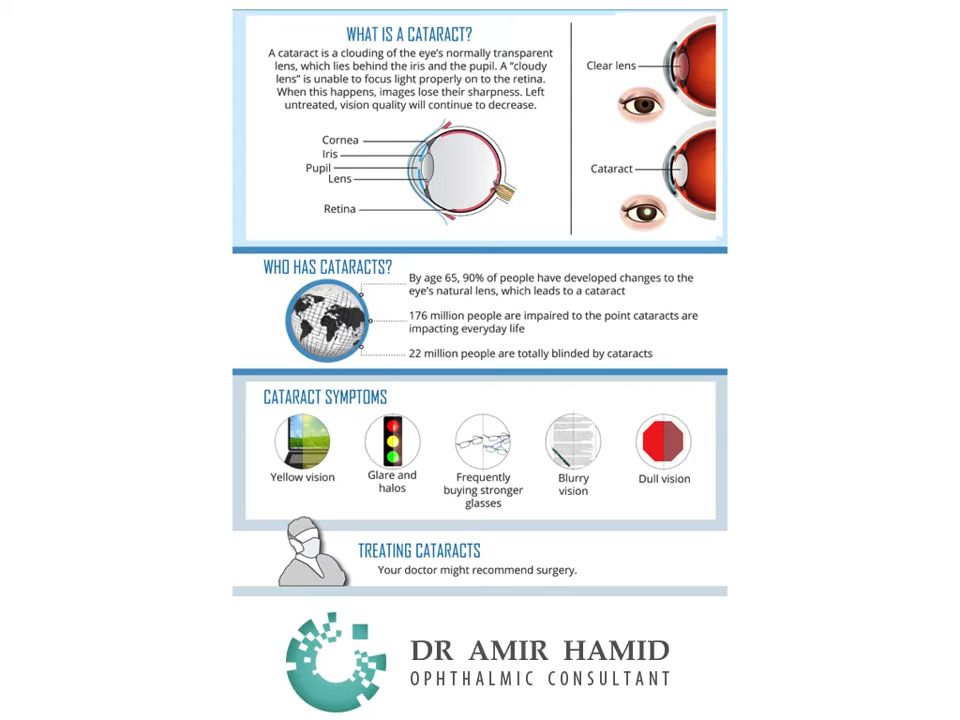 WHAT IS A CATARACT?
A cataract is a clouding of the eye's normally transparent
lens, which lies behind the iris and the pupil. A "cloudy
lens" is unable to focus light properly on to the retina.
When this happens, images lose their sharpness. Left
untreated, vision quality will continue to decrease.
Cornea
Iris
Pupil
Lens
Retina
Clear lens
Cataract
WHO HAS CATARACTS?
By age 65, 90% of people have developed changes to the
eye's natural lens, which leads to a cataract
176 million people are impaired to the point cataracts are
impacting everyday life
22 million people are totally blinded by cataracts
CATARACT SYMPTOMS
Yellow vision
Glare and
halos
Frequently
buying stronger
glasses
Blurry
vision
Dull vision
TREATING CATARACTS
Your doctor might recommend surgery.
DR AMIR HAMID
OPHTHALMIC CONSULTANT